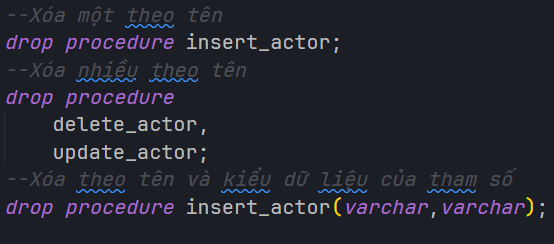 --Xóa một theo tên
drop procedure insert_actor;
--Xóa nhiều theo tên
drop procedure
    delete_actor,
    update_actor;
--Xóa theo tên và kiểu dữ liệu của tham số
drop procedure insert_actor(varchar,varchar);